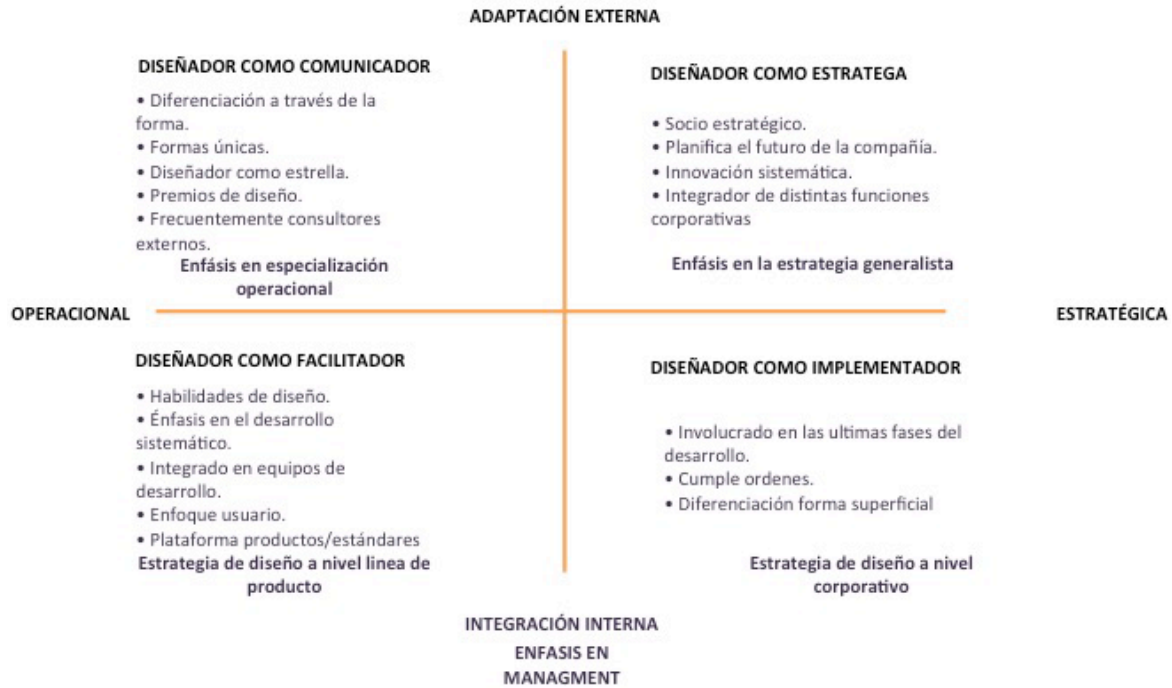 ADAPTACIÓN EXTERNA
DISEÑADOR COMO COMUNICADOR
• Diferenciación a través de la
forma.
• Formas únicas.
• Diseñador como estrella.
• Premios de diseño.
• Frecuentemente consultores
externos.
Enfásis en especialización
operacional
DISEÑADOR COMO ESTRATEGA
• Socio estratégico.
• Planifica el futuro de la compañía.
• Innovación sistemática.
• Integrador de distintas funciones
corporativas
Enfásis en la estrategia generalista
OPERACIONAL
ESTRATÉGICA
DISEÑADOR COMO FACILITADOR
• Habilidades de diseño.
• Énfasis en el desarrollo
sistemático.
• Integrado en equipos de
desarrollo.
• Enfoque usuario.
• Plataforma productos/estándares
Estrategia de diseño a nivel linea de
producto
DISEÑADOR COMO IMPLEMENTADOR
• Involucrado en las ultimas fases del
desarrollo.
• Cumple ordenes.
• Diferenciación forma superficial
Estrategia de diseño a nivel
corporativo
INTEGRACIÓN INTERNA
ENFASIS EN
MANAGMENT